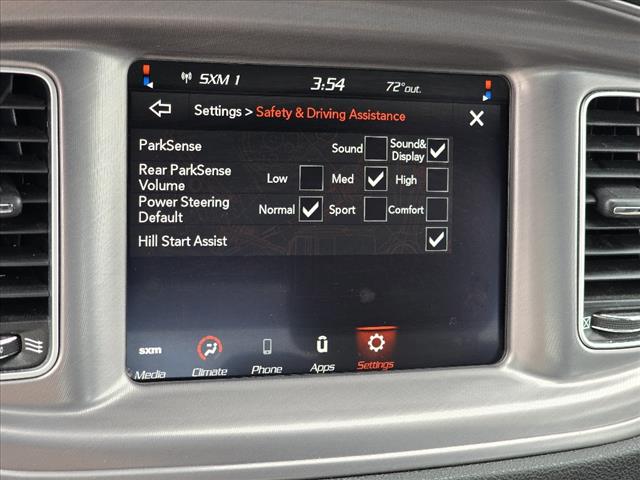 SXM 1 3:54 72°out.
Settings > Safety & Driving Assistance
ParkSense Sound Sound& Display
Rear ParkSense Volume Low Med High
Power Steering Default Normal Sport Comfort
Hill Start Assist
sxm
Media Climate Phone Apps Settings